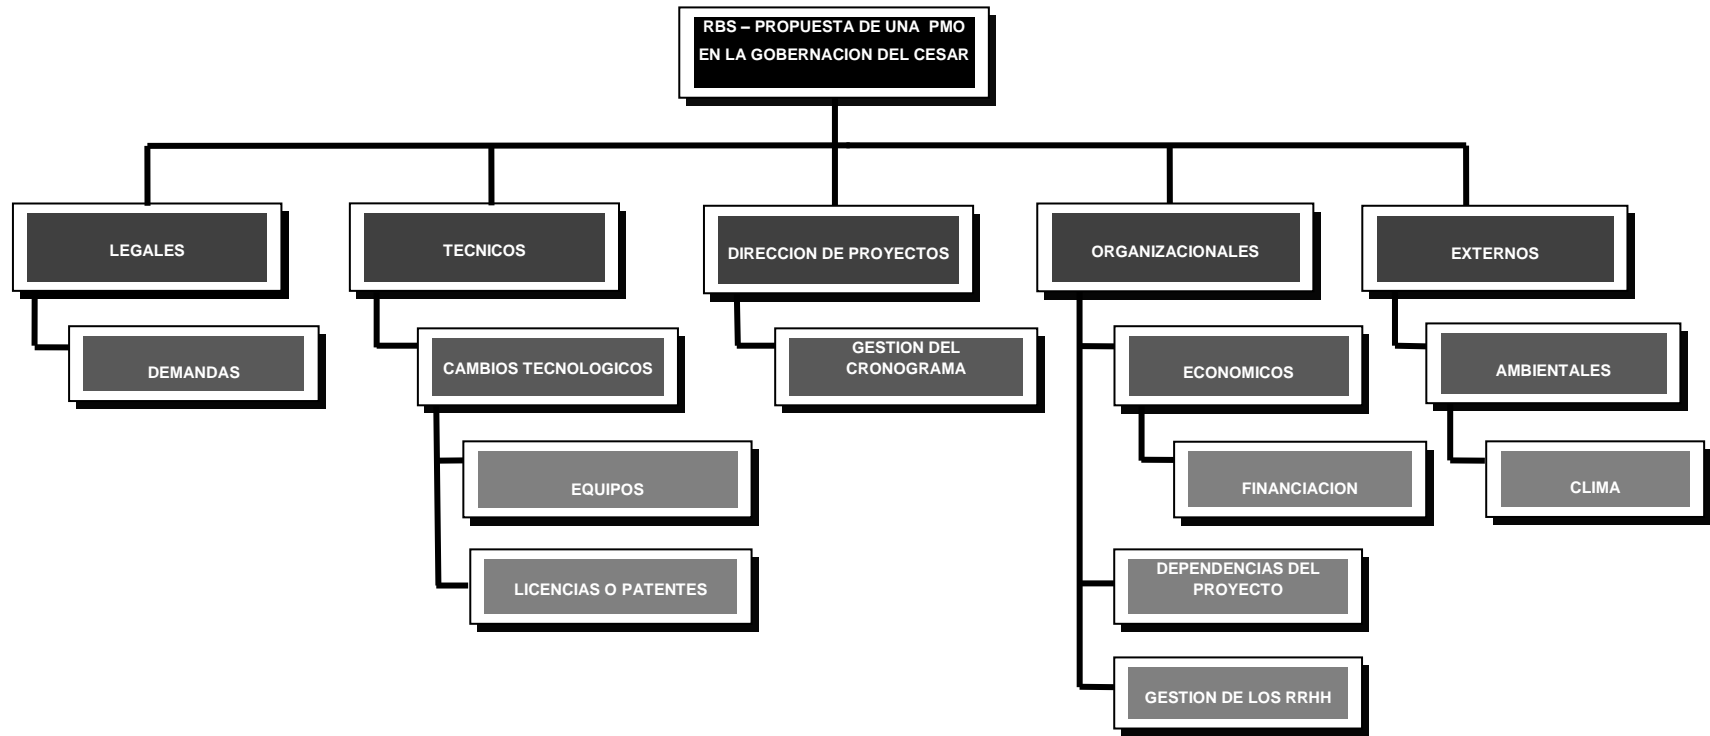 RBS – PROPUESTA DE UNA PMO
EN LA GOBERNACION DEL CESAR
LEGALES
TECNICOS
DIRECCION DE PROYECTOS
ORGANIZACIONALES
EXTERNOS
DEMANDAS
CAMBIOS TECNOLOGICOS
GESTION DEL
CRONOGRAMA
ECONOMICOS
AMBIENTALES
EQUIPOS
FINANCIACION
CLIMA
LICENCIAS O PATENTES
DEPENDENCIAS DEL
PROYECTO
GESTION DE LOS RRHH